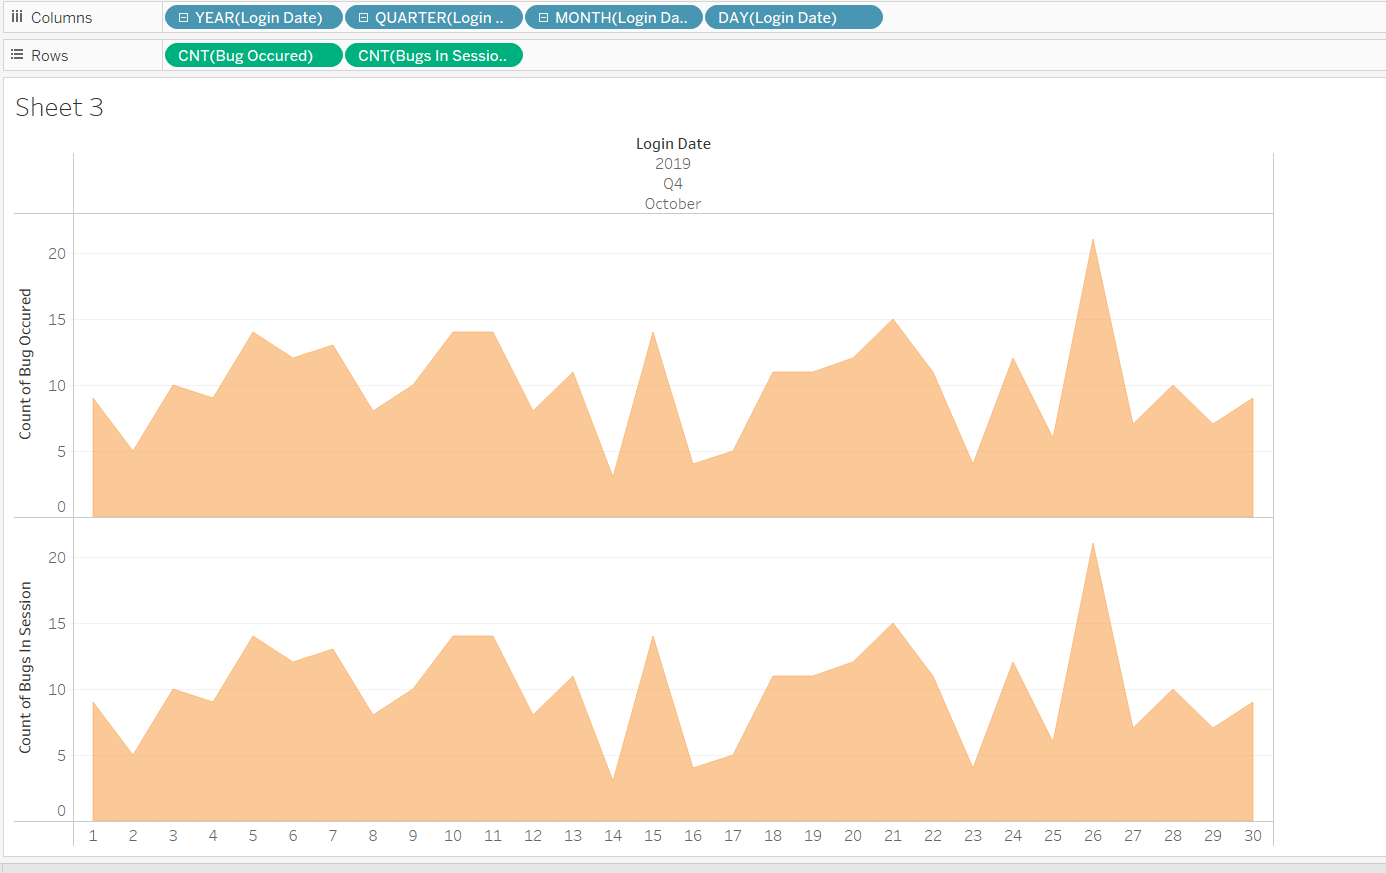 Columns YEAR(Login Date) QUARTER(Login .. MONTH(Login Da.. DAY(Login Date)
Rows CNT(Bug Occured) CNT(Bugs In Sessio..
Sheet 3
Login Date
2019
Q4
October
Count of Bug Occured
20
15
10
5
0
Count of Bugs In Session
20
15
10
5
0
1 2 3 4 5 6 7 8 9 10 11 12 13 14 15 16 17 18 19 20 21 22 23 24 25 26 27 28 29 30